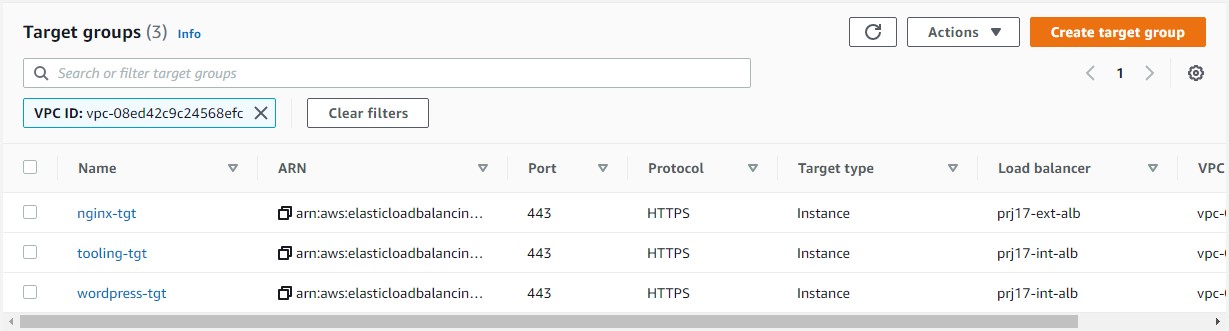 Target groups (3) Info Actions Create target group
Search or filter target groups 1
VPC ID: vpc-08ed42c9c24568efc Clear filters
Name ARN Port Protocol Target type Load balancer VPC
nginx-tgt arn:aws:elasticloadbalancin... 443 HTTPS Instance prj17-ext-alb vpc-
tooling-tgt arn:aws:elasticloadbalancin... 443 HTTPS Instance prj17-int-alb vpc-
wordpress-tgt arn:aws:elasticloadbalancin... 443 HTTPS Instance prj17-int-alb vpc-